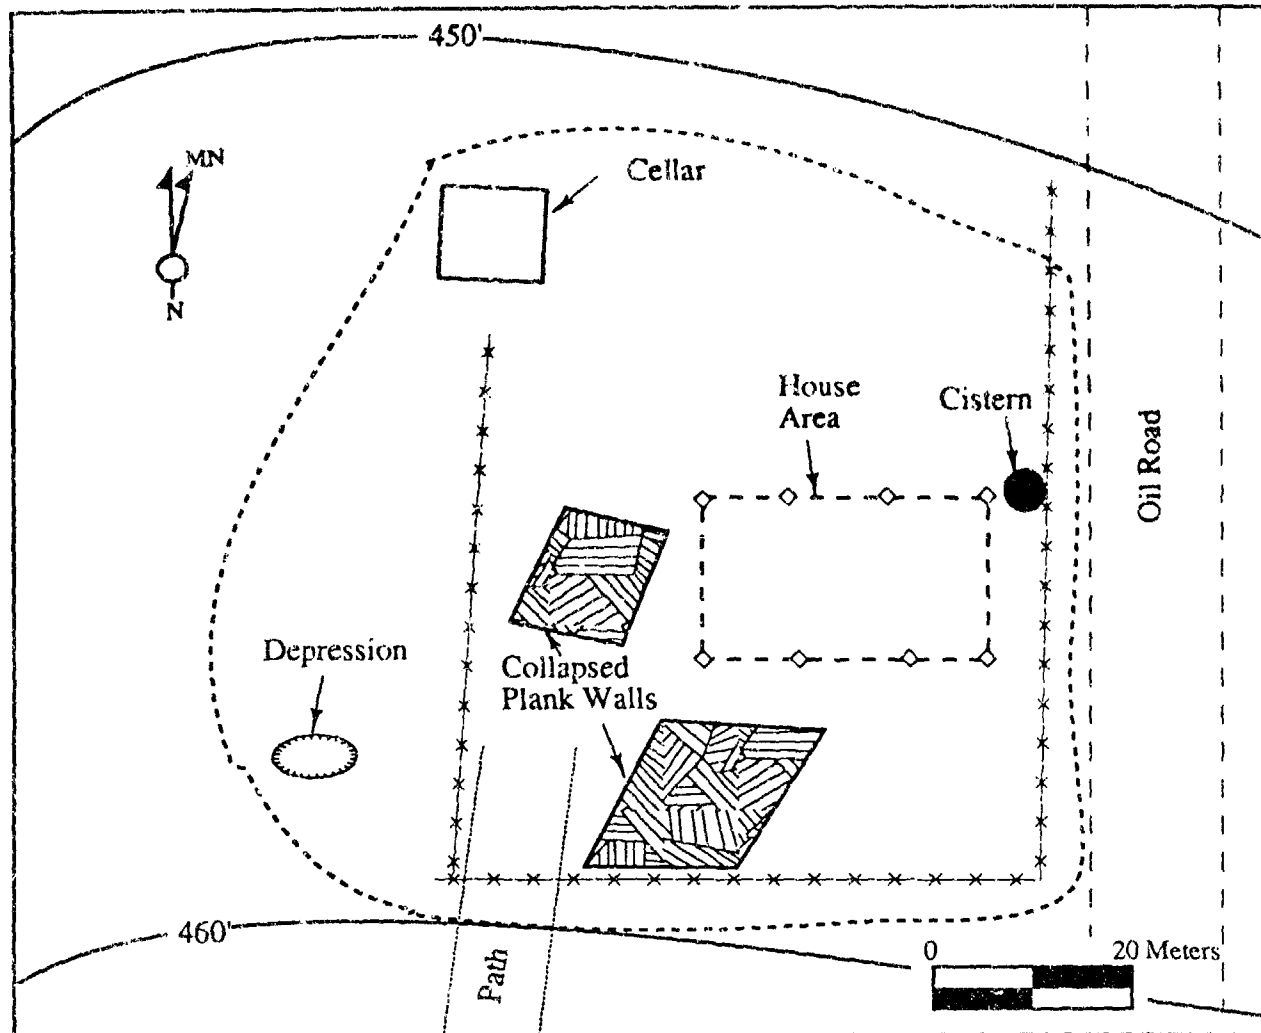 450'
MN
N
Cellar
House
Area
Cistern
Oil Road
Depression
Collapsed
Plank Walls
460'
Path
0 20 Meters